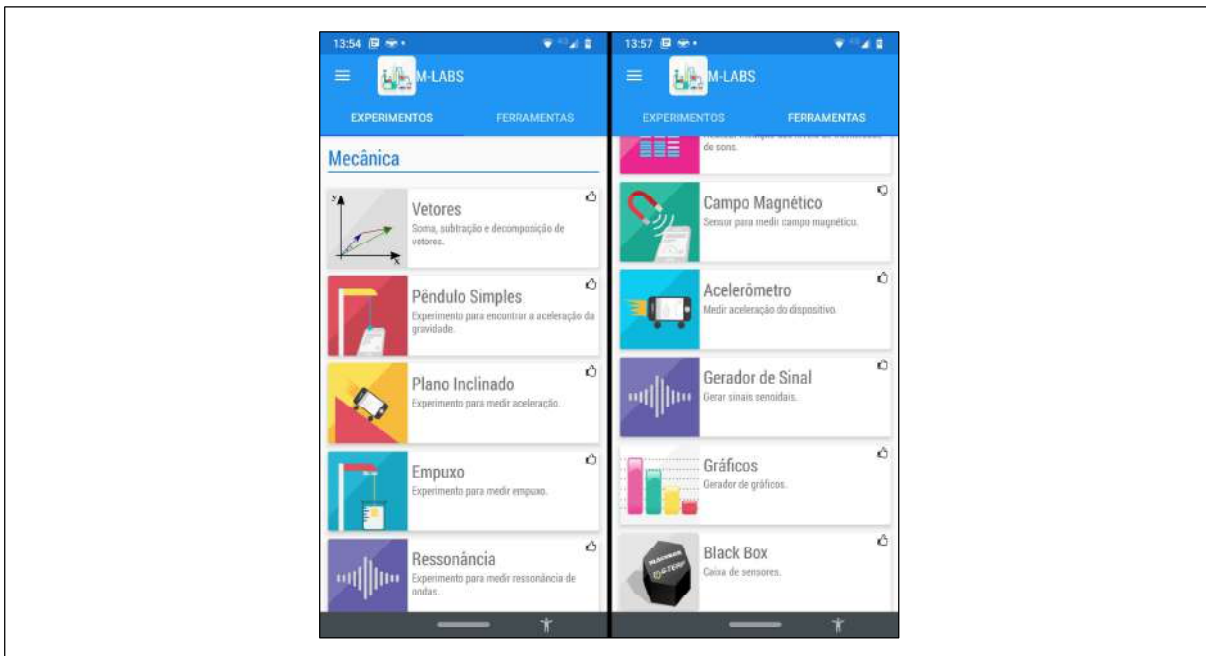 13:54
M-LABS
EXPERIMENTOS FERRAMENTAS
Mecânica
y
x
Vetores
Soma, subtração e decomposição de
vetores.
Pêndulo Simples
Experimento para encontrar a aceleração da
gravidade.
Plano Inclinado
Experimento para medir aceleração.
Empuxo
Experimento para medir empuxo.
Ressonância
Experimento para medir ressonância de
ondas.
13:57
4G
M-LABS
EXPERIMENTOS FERRAMENTAS
de sons.
Campo Magnético
Sensor para medir campo magnético.
Acelerômetro
Medir aceleração do dispositivo.
Gerador de Sinal
Gerar sinais senoidais.
Gráficos
Gerador de gráficos.
BLACKBOX
Black Box
Caixa de sensores.